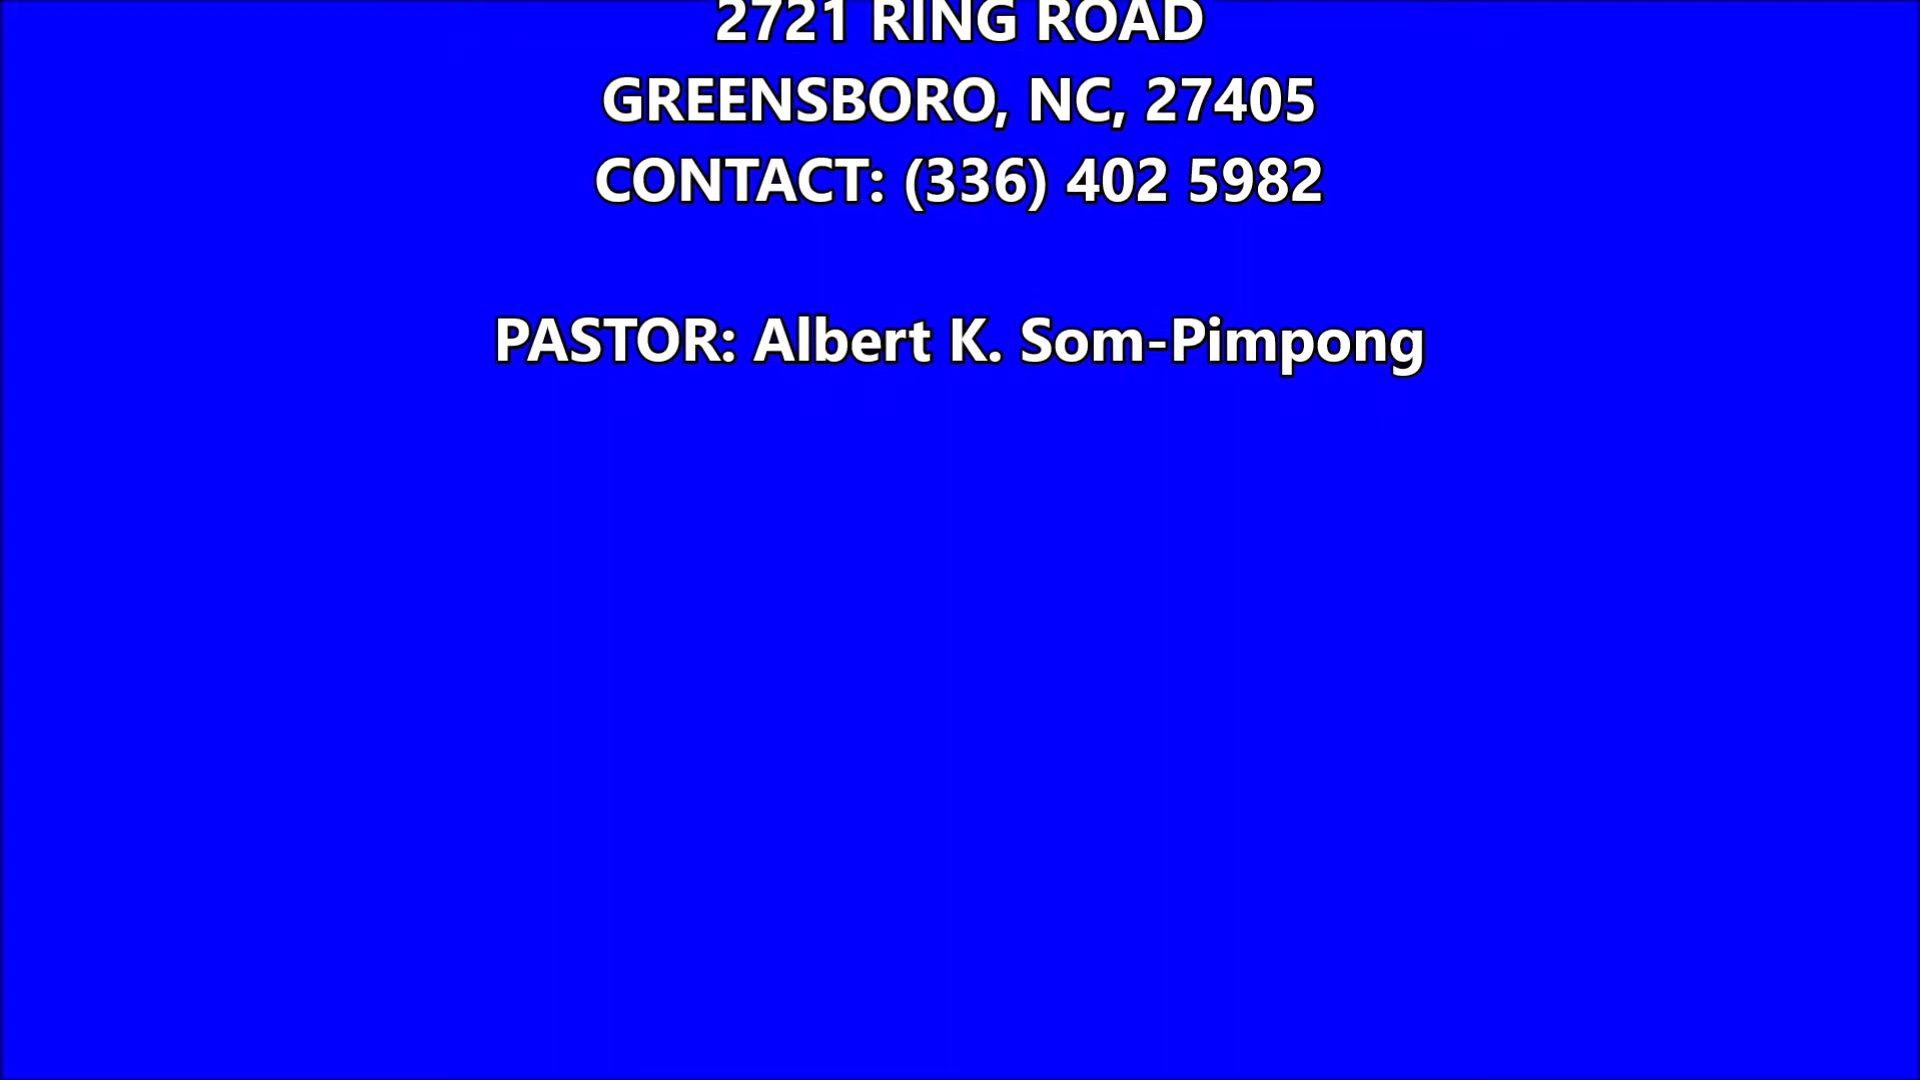 2721 RING ROAD
GREENSBORO, NC, 27405
CONTACT: (336) 402 5982
PASTOR: Albert K. Som-Pimpong